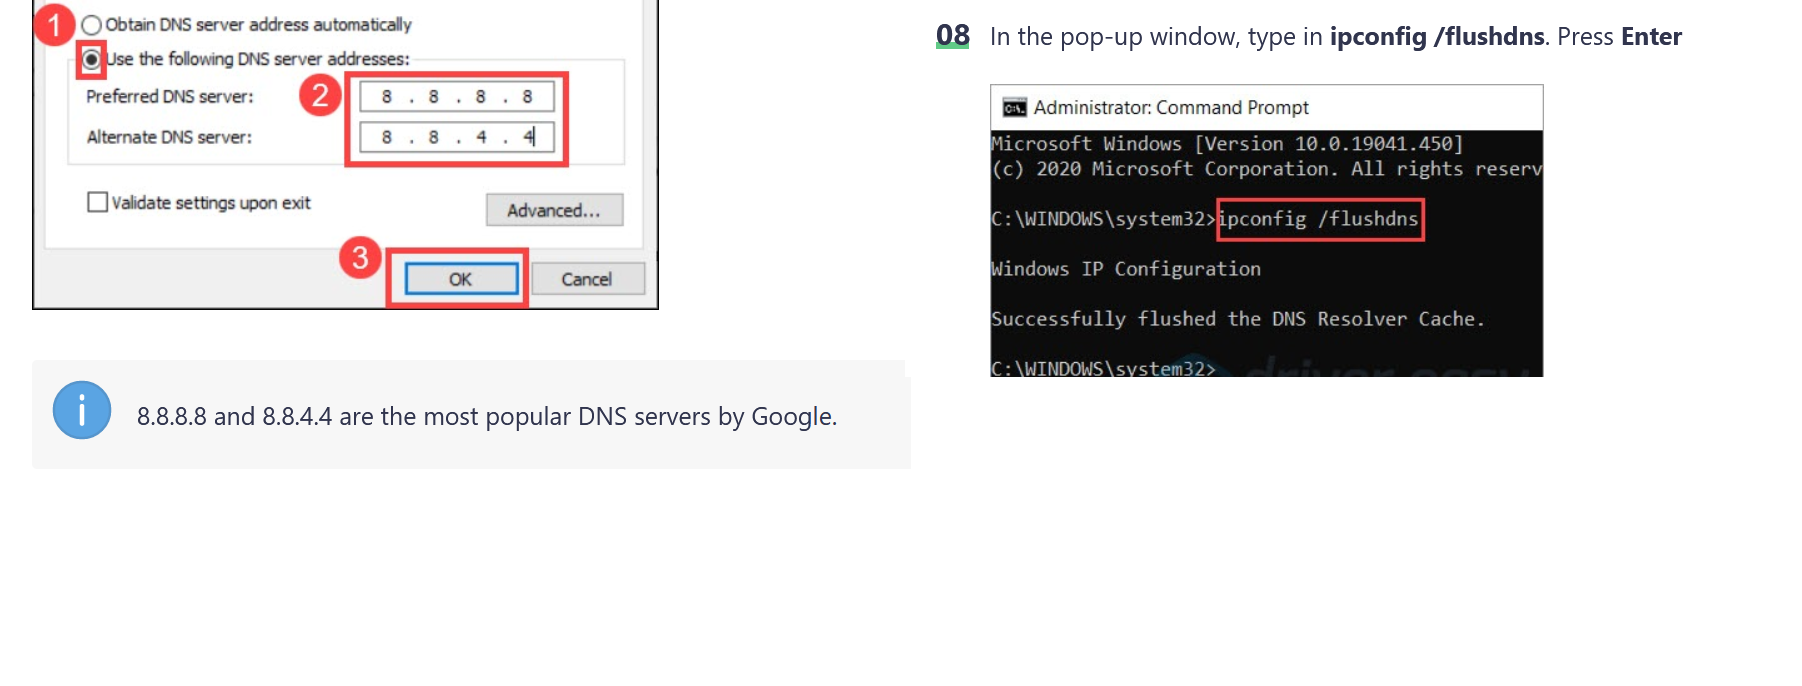 1
Obtain DNS server address automatically
Use the following DNS server addresses:
Preferred DNS server:
2
8 . 8 . 8 . 8
Alternate DNS server:
8 . 8 . 4 . 4
Validate settings upon exit
Advanced...
3
OK
Cancel
i
8.8.8.8 and 8.8.4.4 are the most popular DNS servers by Google.
08 In the pop-up window, type in ipconfig /flushdns. Press Enter
C:\. Administrator: Command Prompt
Microsoft Windows [Version 10.0.19041.450]
(c) 2020 Microsoft Corporation. All rights reserv
C:\WINDOWS\system32>ipconfig /flushdns
Windows IP Configuration
Successfully flushed the DNS Resolver Cache.
C:\WINDOWS\system32>
driver easy